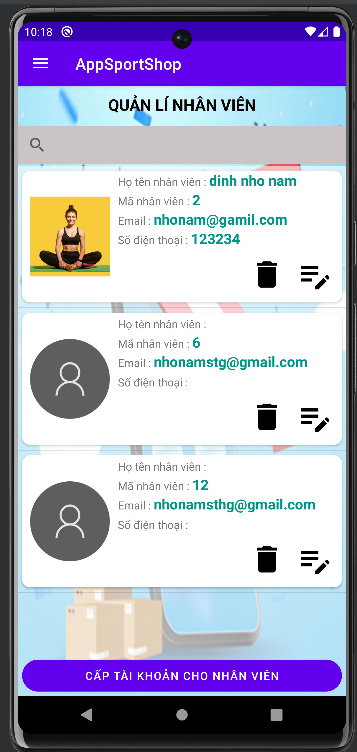 10:18
AppSportShop
QUẢN LÍ NHÂN VIÊN
Họ tên nhân viên : dinh nho nam
Mã nhân viên : 2
Email : nhonam@gamil.com
Số điện thoại : 123234
Họ tên nhân viên :
Mã nhân viên : 6
Email : nhonamstg@gmail.com
Số điện thoại :
Họ tên nhân viên :
Mã nhân viên : 12
Email : nhonamsthg@gmail.com
Số điện thoại :
CẤP TÀI KHOẢN CHO NHÂN VIÊN